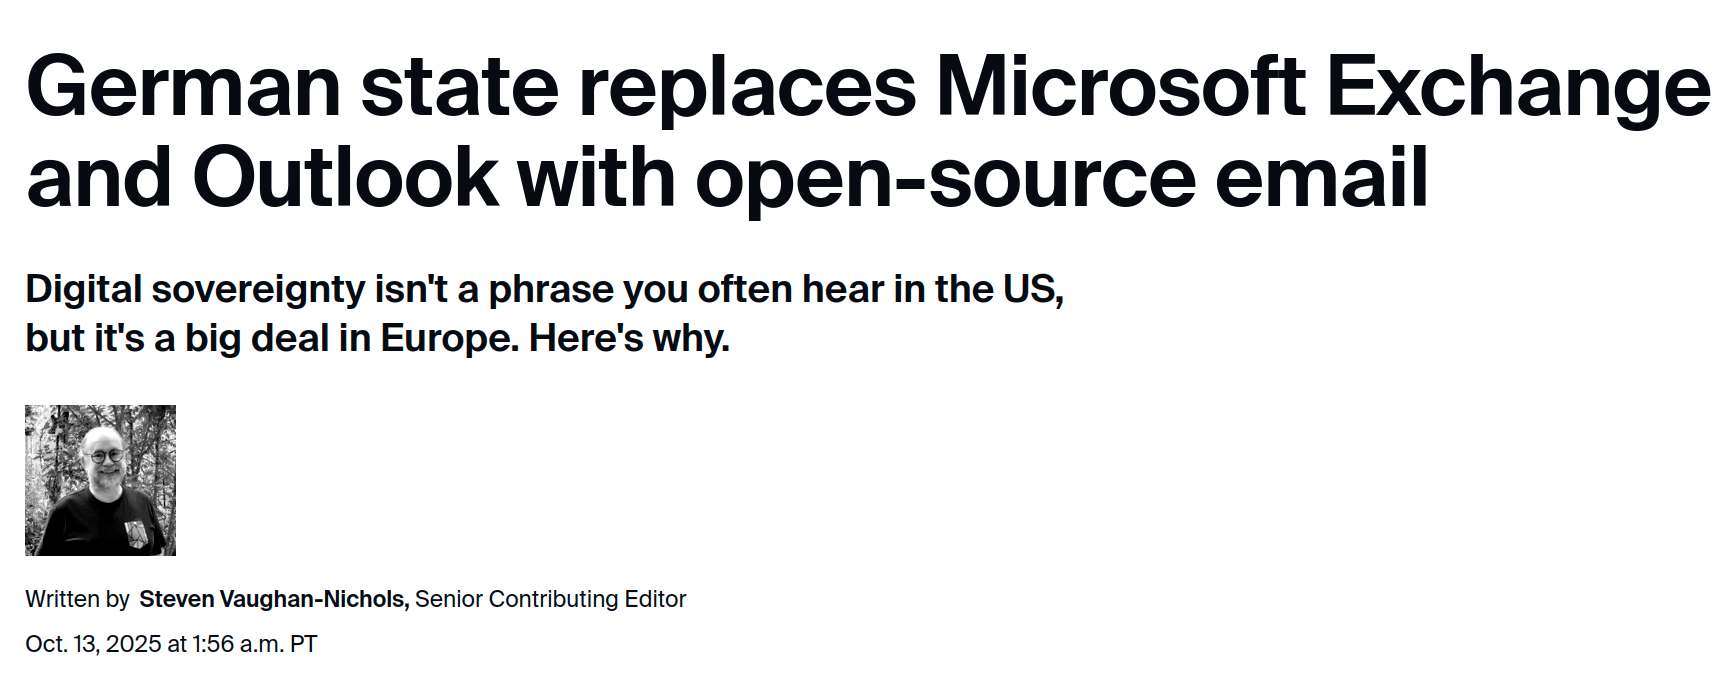 German state replaces Microsoft Exchange
and Outlook with open-source email
Digital sovereignty isn't a phrase you often hear in the US,
but it's a big deal in Europe. Here's why.
Written by Steven Vaughan-Nichols, Senior Contributing Editor
Oct. 13, 2025 at 1:56 a.m. PT